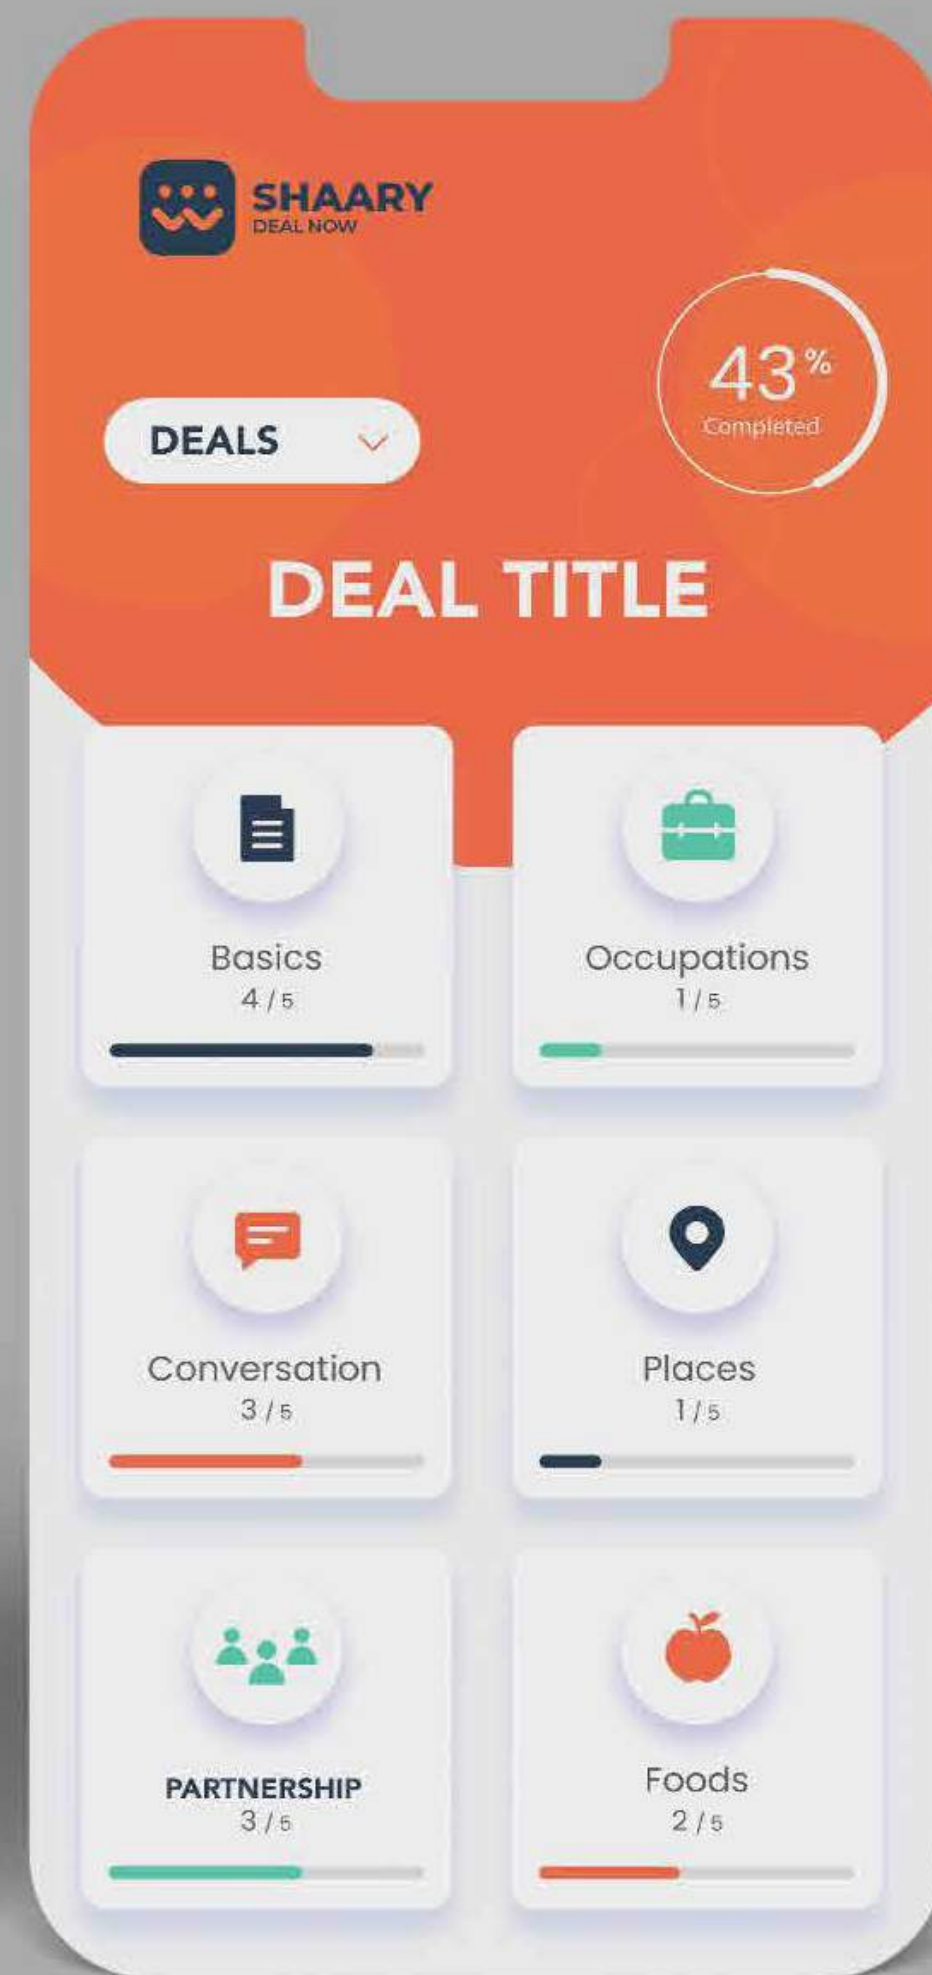 SHAARY
DEAL NOW
43%
Completed
DEALS
DEAL TITLE
Basics
4 / 5
Occupations
1 / 5
Conversation
3 / 5
Places
1 / 5
PARTNERSHIP
3 / 5
Foods
2 / 5